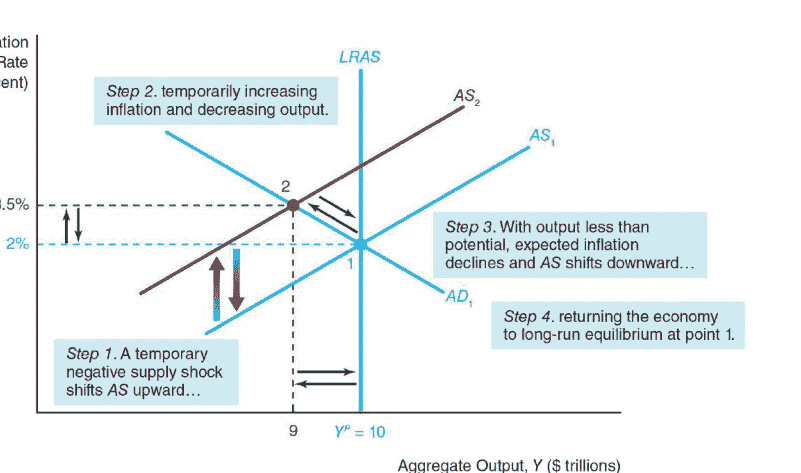 ation
Rate
ent)
LRAS
Step 2. temporarily increasing
inflation and decreasing output.
AS2
AS1
2
.5%
Step 3. With output less than
potential, expected inflation
declines and AS shifts downward…
2%
1
AD1
Step 4. returning the economy
to long-run equilibrium at point 1.
Step 1. A temporary
negative supply shock
shifts AS upward…
9
Yᴾ = 10
Aggregate Output, Y ($ trillions)